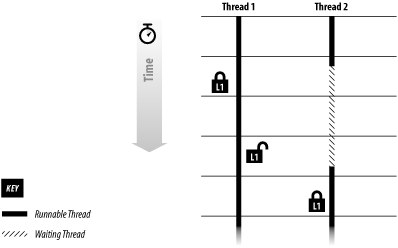 Thread 1 Thread 2
Time
L1
L1
L1
KEY
Runnable Thread
Waiting Thread